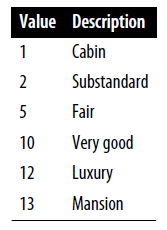 Value Description
1 Cabin
2 Substandard
5 Fair
10 Very good
12 Luxury
13 Mansion